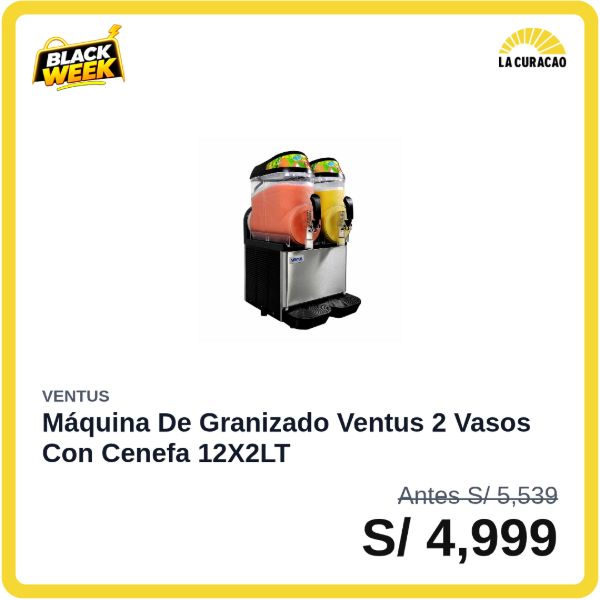 BLACK
WEEK
LA CURACAO
VENTUS
Máquina De Granizado Ventus 2 Vasos
Con Cenefa 12X2LT
Antes S/ 5,539
S/ 4,999